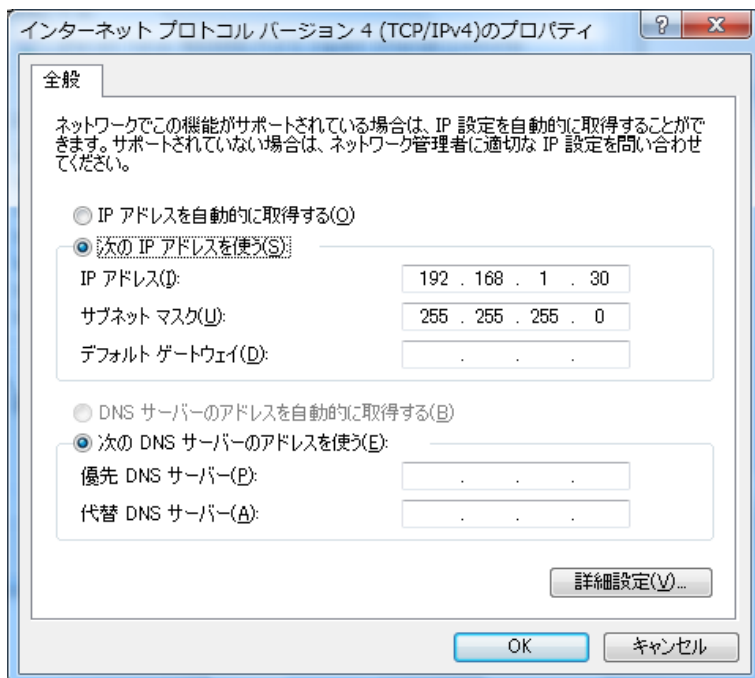 インターネット プロトコル バージョン 4 (TCP/IPv4)のプロパティ
全般
ネットワークでこの機能がサポートされている場合は、IP 設定を自動的に取得することがで
きます。サポートされていない場合は、ネットワーク管理者に適切な IP 設定を問い合わせ
てください。
IP アドレスを自動的に取得する(O)
次の IP アドレスを使う(S):
IP アドレス(I): 192 . 168 . 1 . 30
サブネット マスク(U): 255 . 255 . 255 . 0
デフォルト ゲートウェイ(D): . . .
DNS サーバーのアドレスを自動的に取得する(B)
次の DNS サーバーのアドレスを使う(E):
優先 DNS サーバー(P): . . .
代替 DNS サーバー(A): . . .
詳細設定(V)...
OK キャンセル